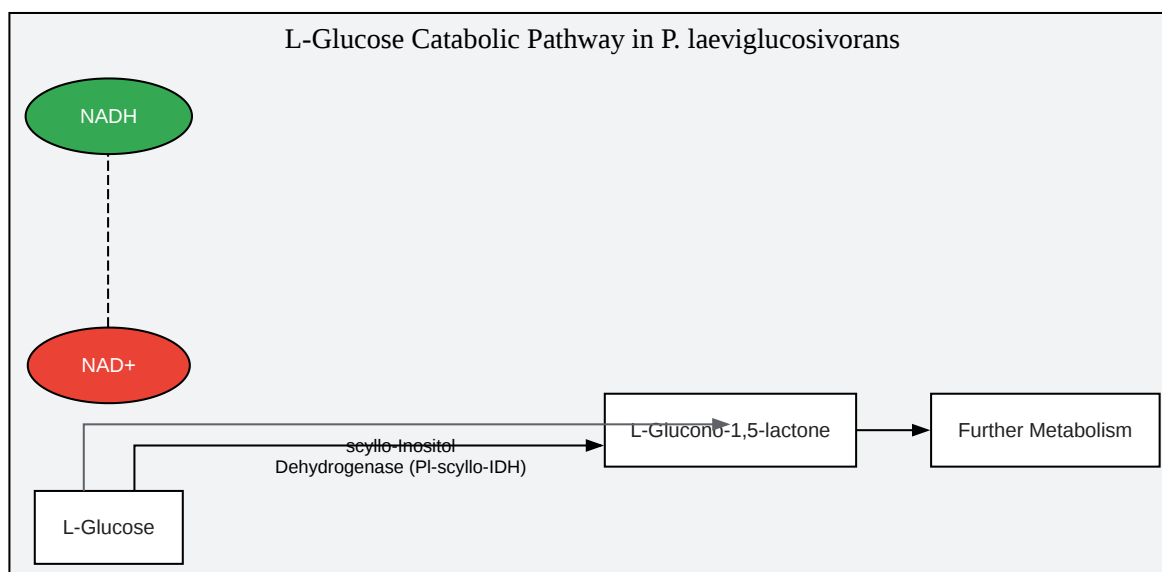 L-Glucose Catabolic Pathway in P. laeviglucosivorans
NADH
NAD+
scyllo-Inositol
Dehydrogenase (Pl-scyllo-IDH)
L-Glucono-1,5-lactone
Further Metabolism
L-Glucose